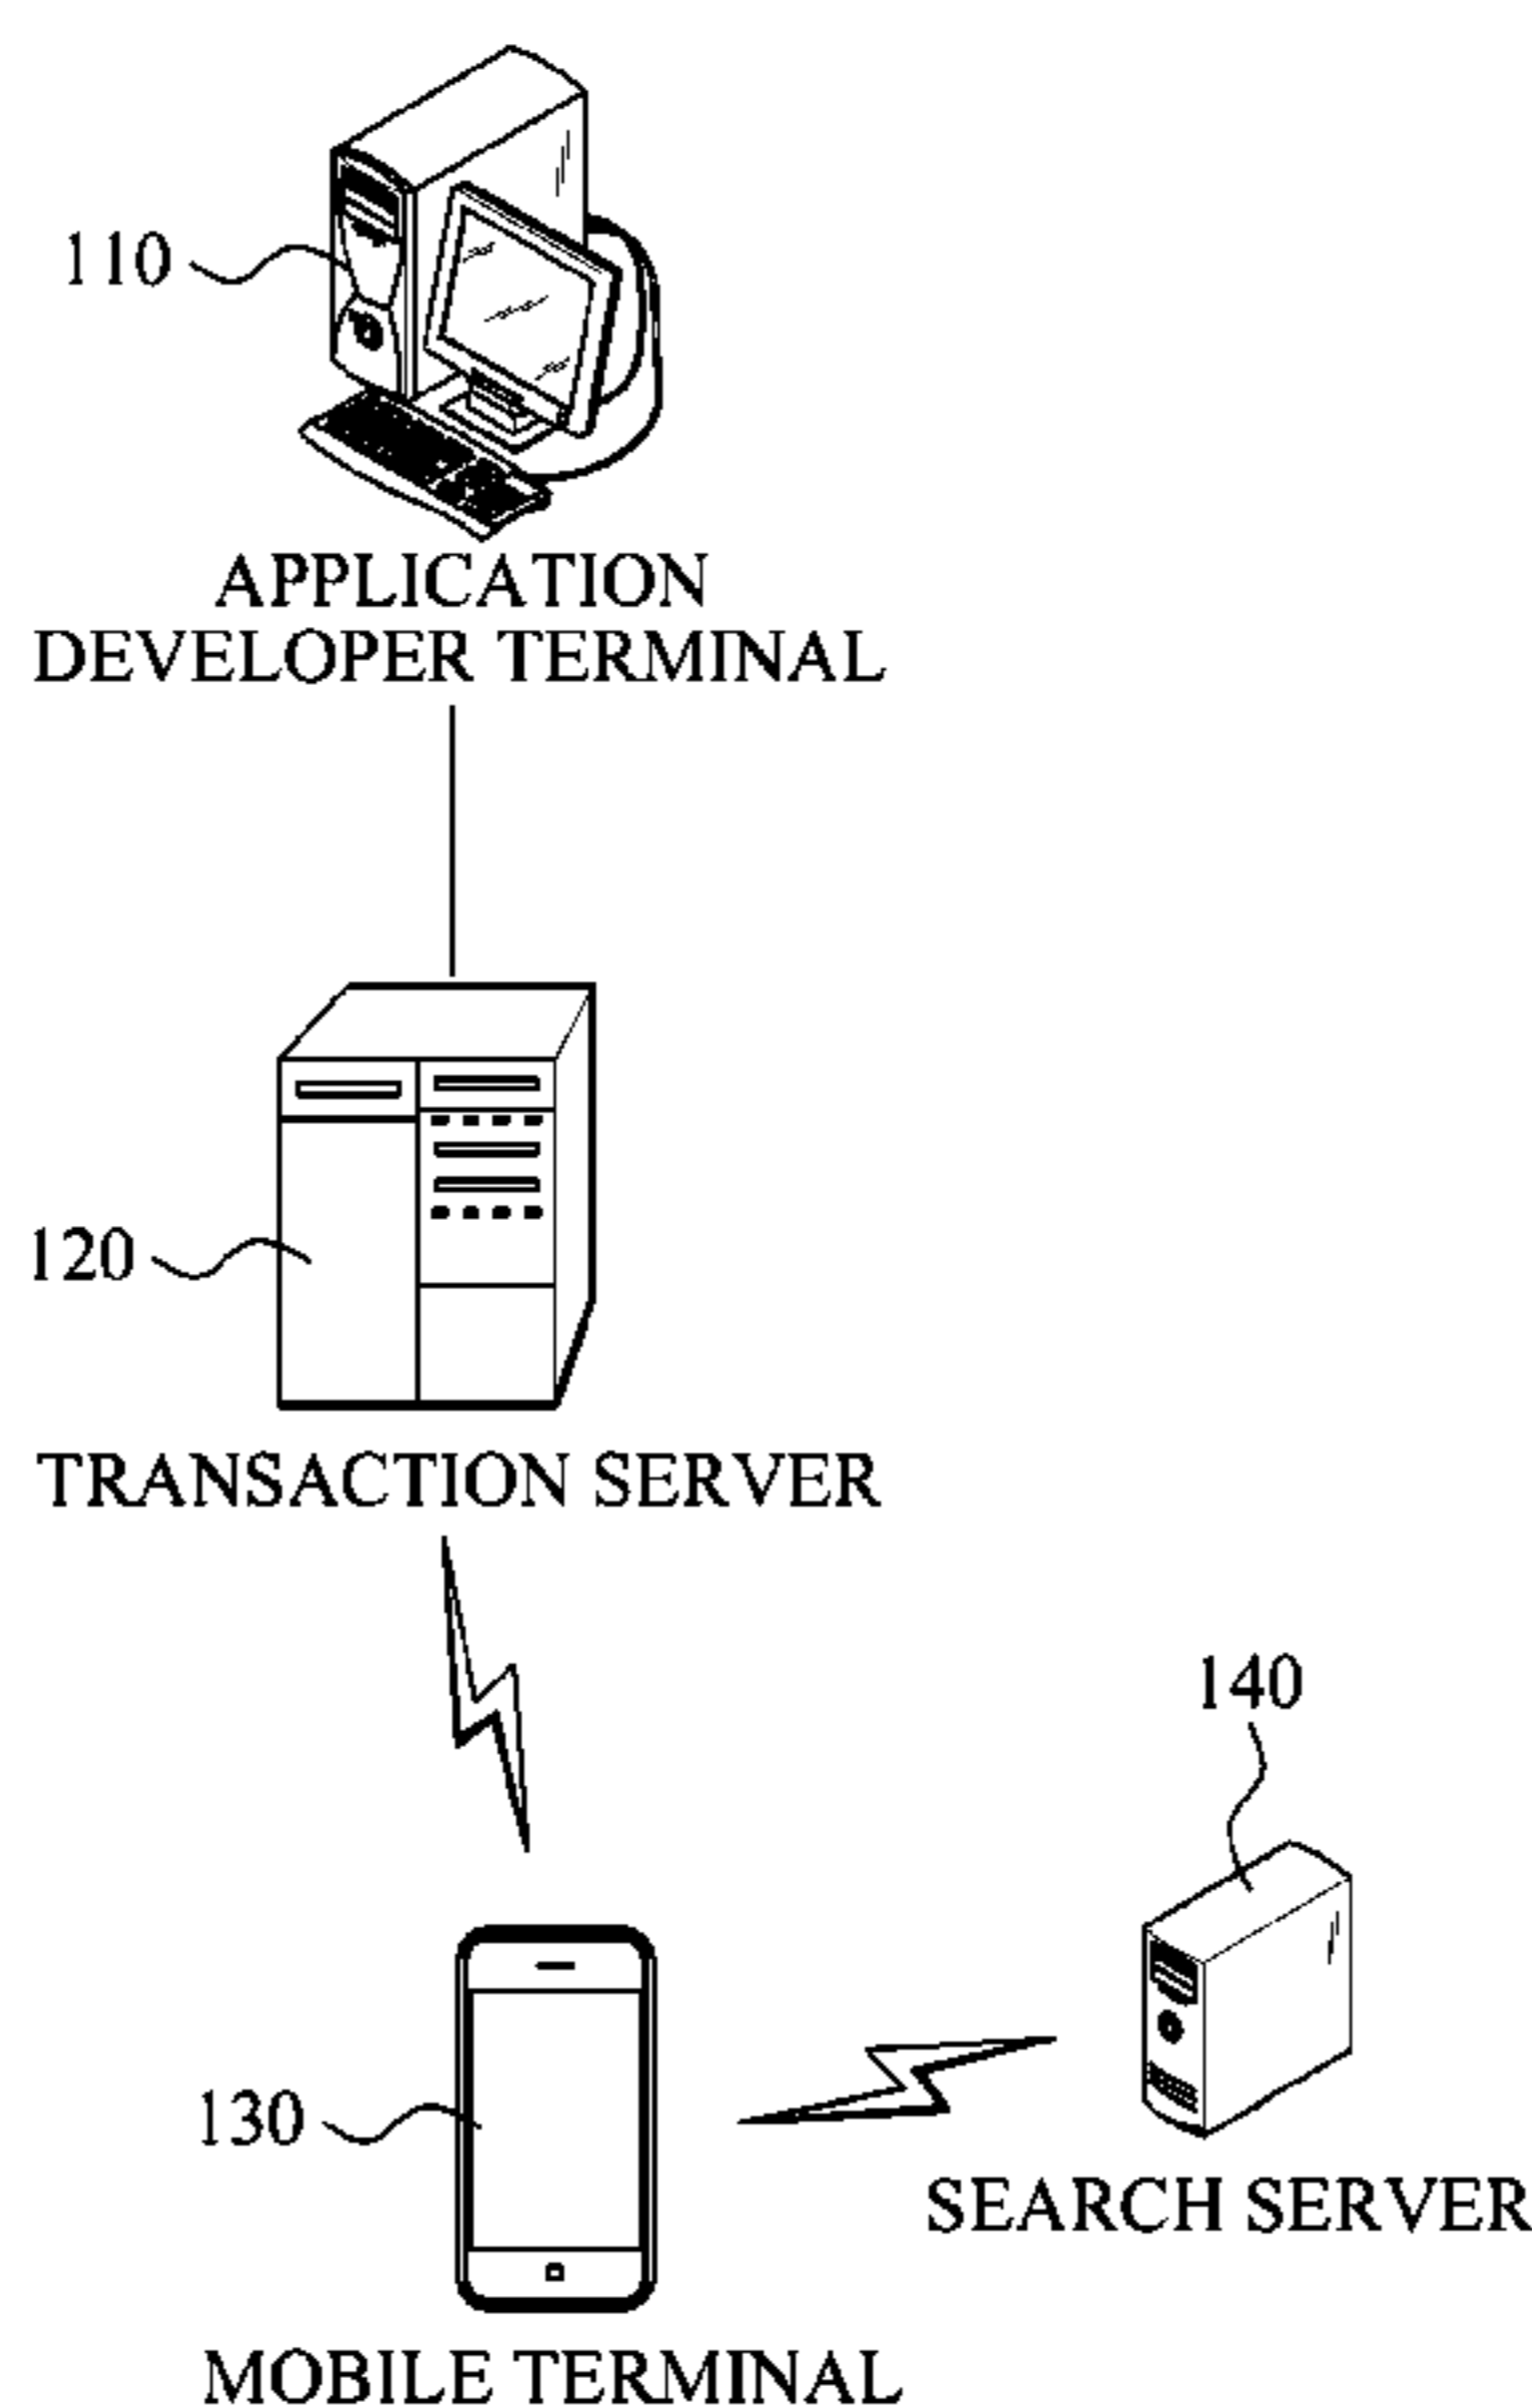 110
APPLICATION
DEVELOPER TERMINAL
120
TRANSACTION SERVER
140
130
SEARCH SERVER
MOBILE TERMINAL